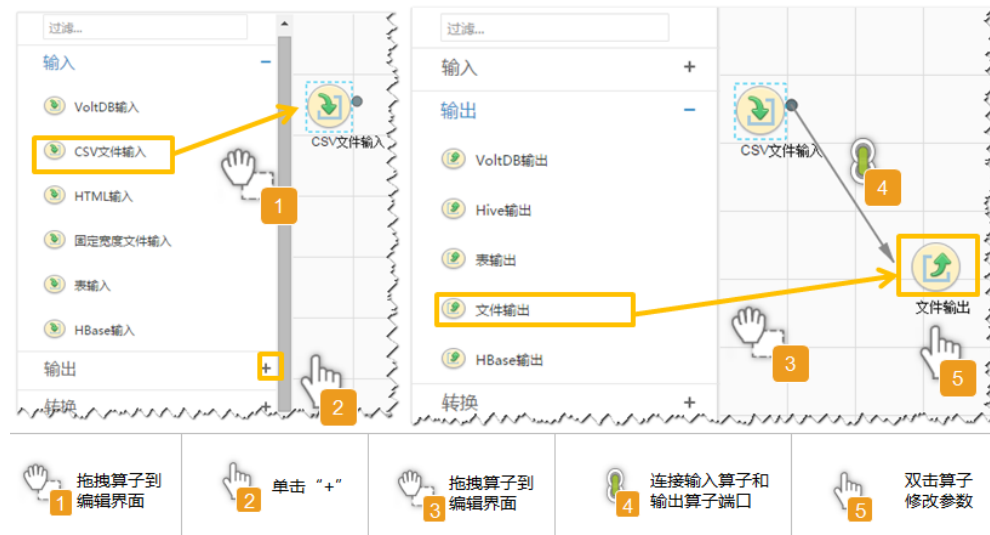 过滤...
输入
VoltDB输入
CSV文件输入
HTML输入
固定宽度文件输入
表输入
HBase输入
输出
+
转换
+
CSV文件输入
1
2
过滤...
输入
+
输出
VoltDB输出
Hive输出
表输出
文件输出
HBase输出
转换
+
CSV文件输入
4
文件输出
3
5
1
拖拽算子到
编辑界面
2
单击“+”
3
拖拽算子到
编辑界面
4
连接输入算子和
输出算子端口
5
双击算子
修改参数